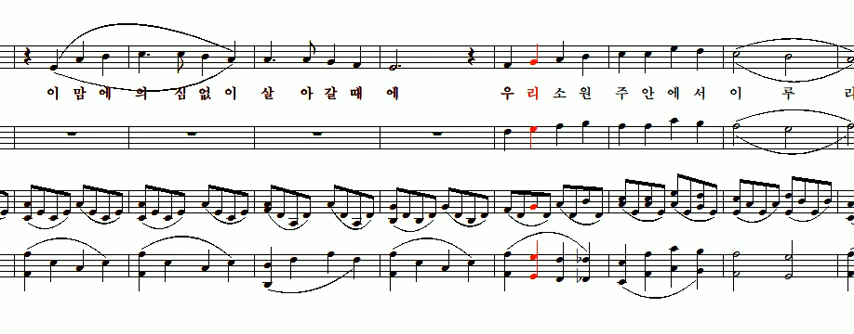 이 맘 에 의 심 없 이 살 아 갈 때 에 우 리 소 원 주 안 에 서 이 루 리